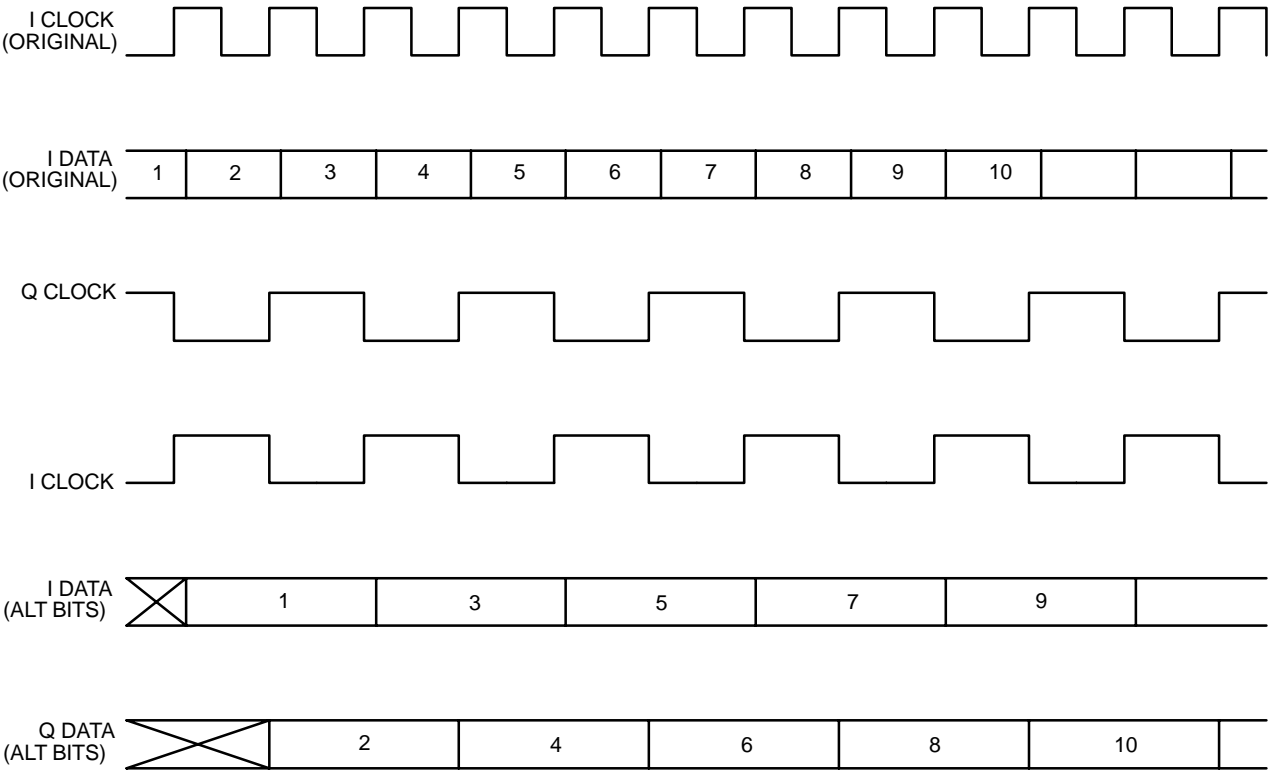 I CLOCK
(ORIGINAL)
I DATA
(ORIGINAL)
1 2 3 4 5 6 7 8 9 10
Q CLOCK
I CLOCK
I DATA
(ALT BITS)
1 3 5 7 9
Q DATA
(ALT BITS)
2 4 6 8 10